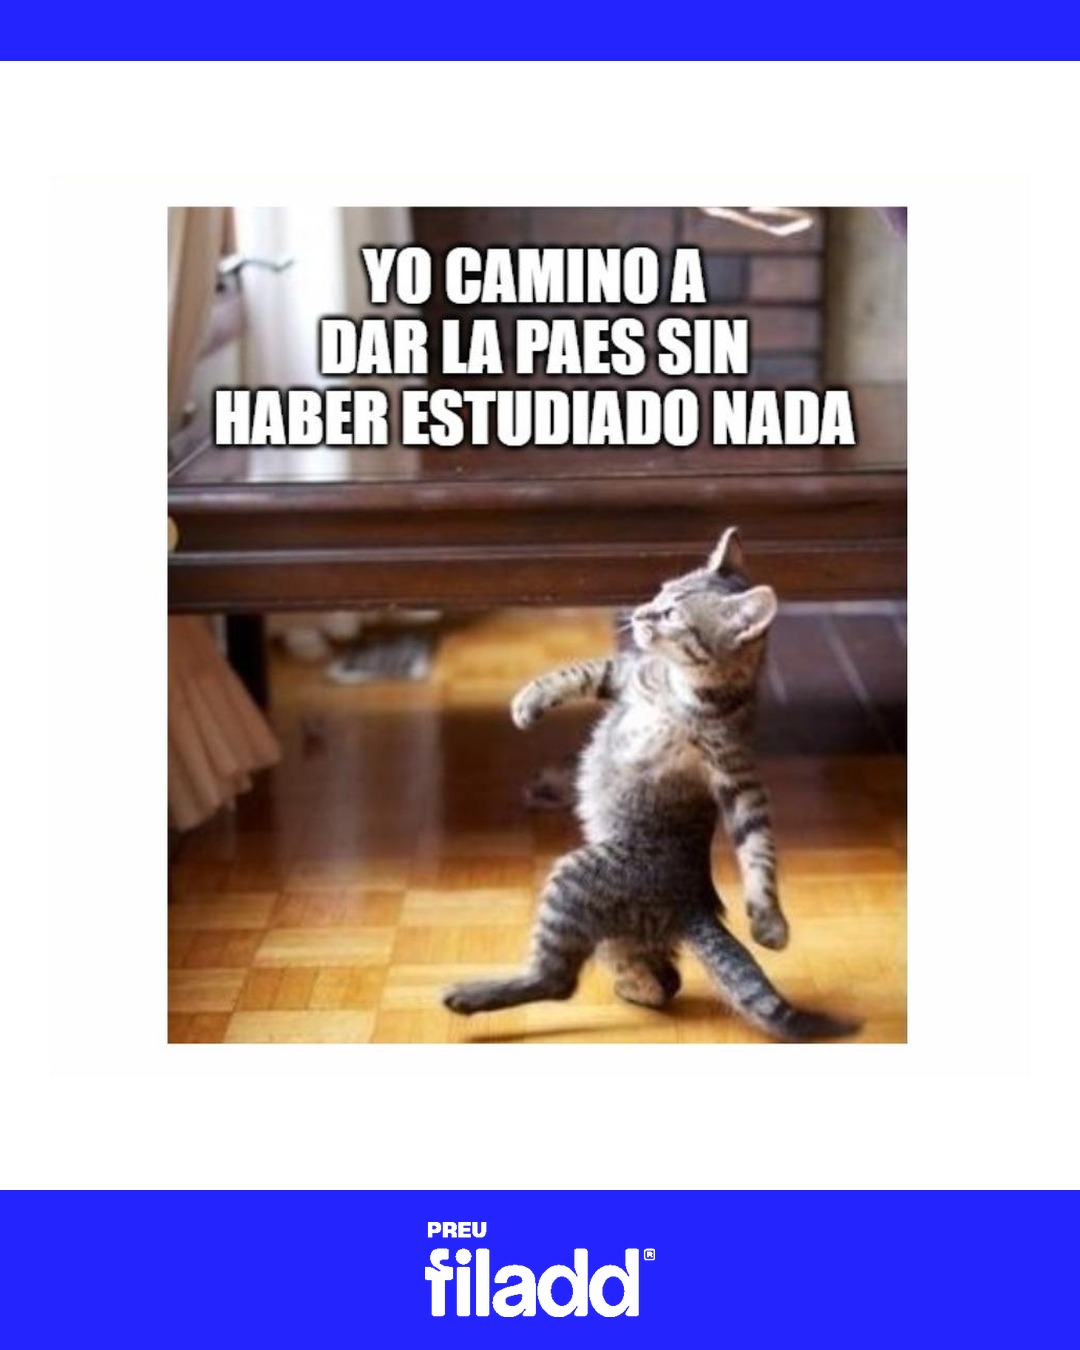 YO CAMINO A
DAR LA PAES SIN
HABER ESTUDIADO NADA
PREU
filadd®